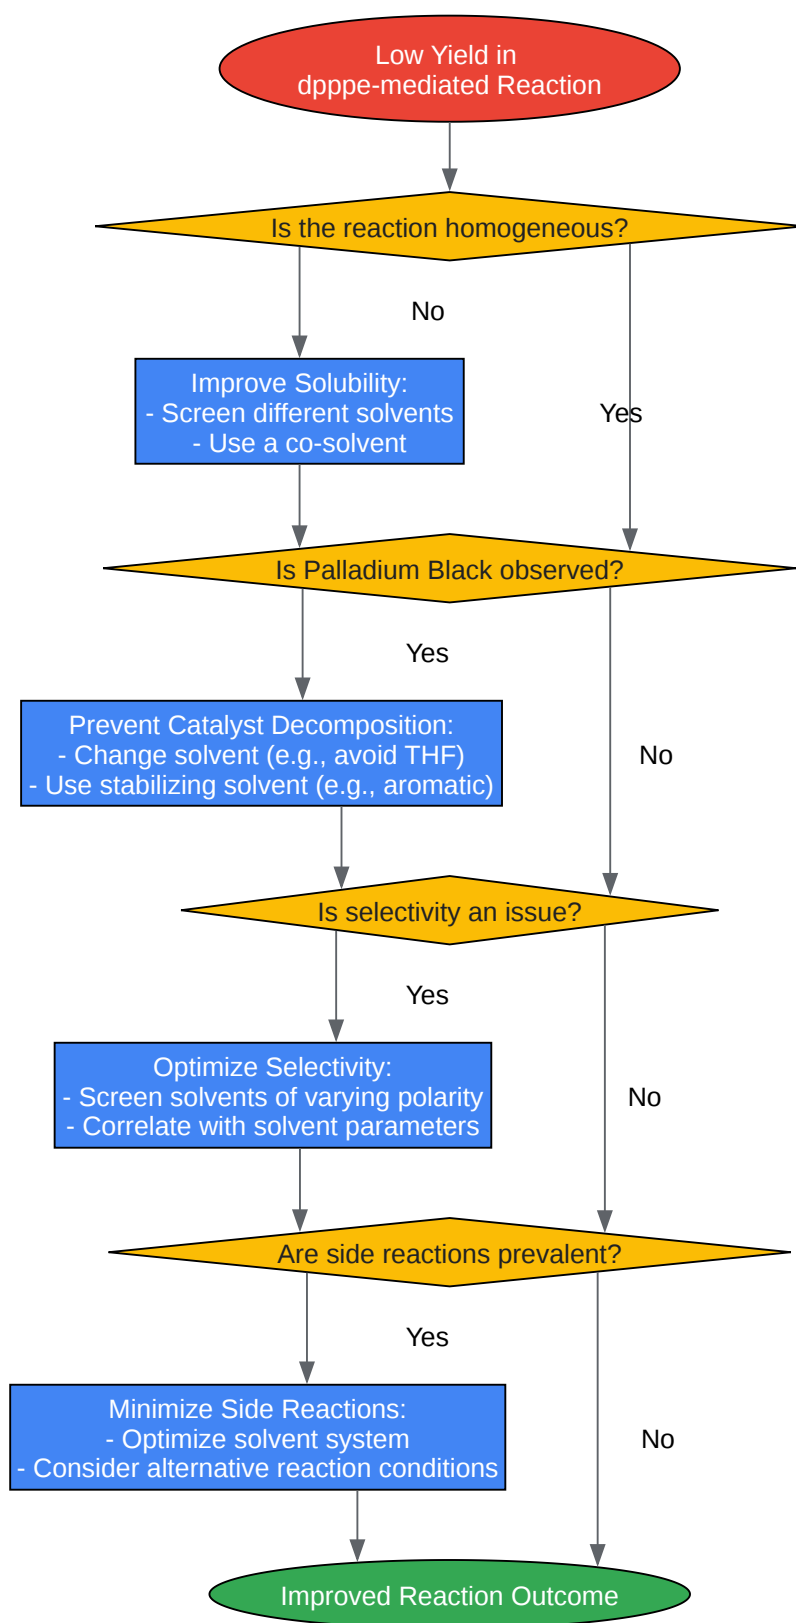 Low Yield in
dpppe-mediated Reaction
Is the reaction homogeneous?
No
Improve Solubility:
- Screen different solvents
- Use a co-solvent
Yes
Is Palladium Black observed?
Yes
Prevent Catalyst Decomposition:
- Change solvent (e.g., avoid THF)
- Use stabilizing solvent (e.g., aromatic)
No
Is selectivity an issue?
Yes
Optimize Selectivity:
- Screen solvents of varying polarity
- Correlate with solvent parameters
No
Are side reactions prevalent?
Yes
Minimize Side Reactions:
- Optimize solvent system
- Consider alternative reaction conditions
No
Improved Reaction Outcome